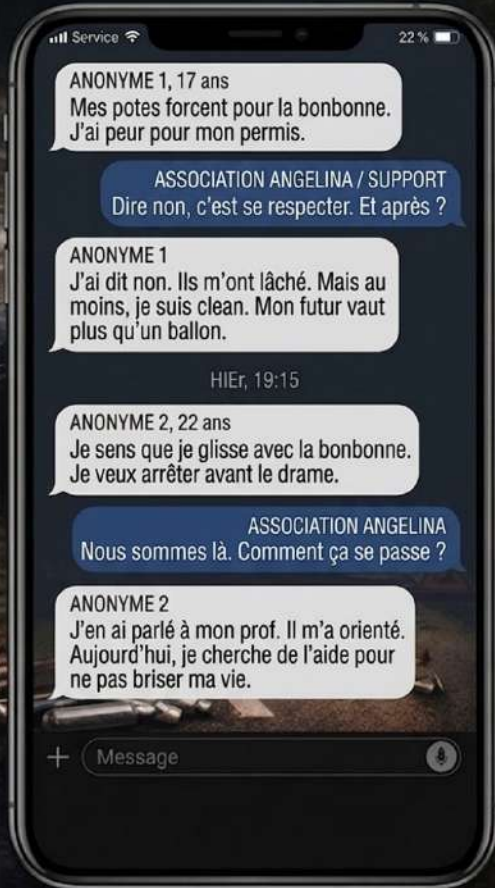 Service
22 %
ANONYME 1, 17 ans
Mes potes forcent pour la bonbonne.
J'ai peur pour mon permis.
ASSOCIATION ANGELINA / SUPPORT
Dire non, c'est se respecter. Et après ?
ANONYME 1
J'ai dit non. Ils m'ont lâché. Mais au
moins, je suis clean. Mon futur vaut
plus qu'un ballon.
HIEr, 19:15
ANONYME 2, 22 ans
Je sens que je glisse avec la bonbonne.
Je veux arrêter avant le drame.
ASSOCIATION ANGELINA
Nous sommes là. Comment ça se passe ?
ANONYME 2
J'en ai parlé à mon prof. Il m'a orienté.
Aujourd'hui, je cherche de l'aide pour
ne pas briser ma vie.
Message